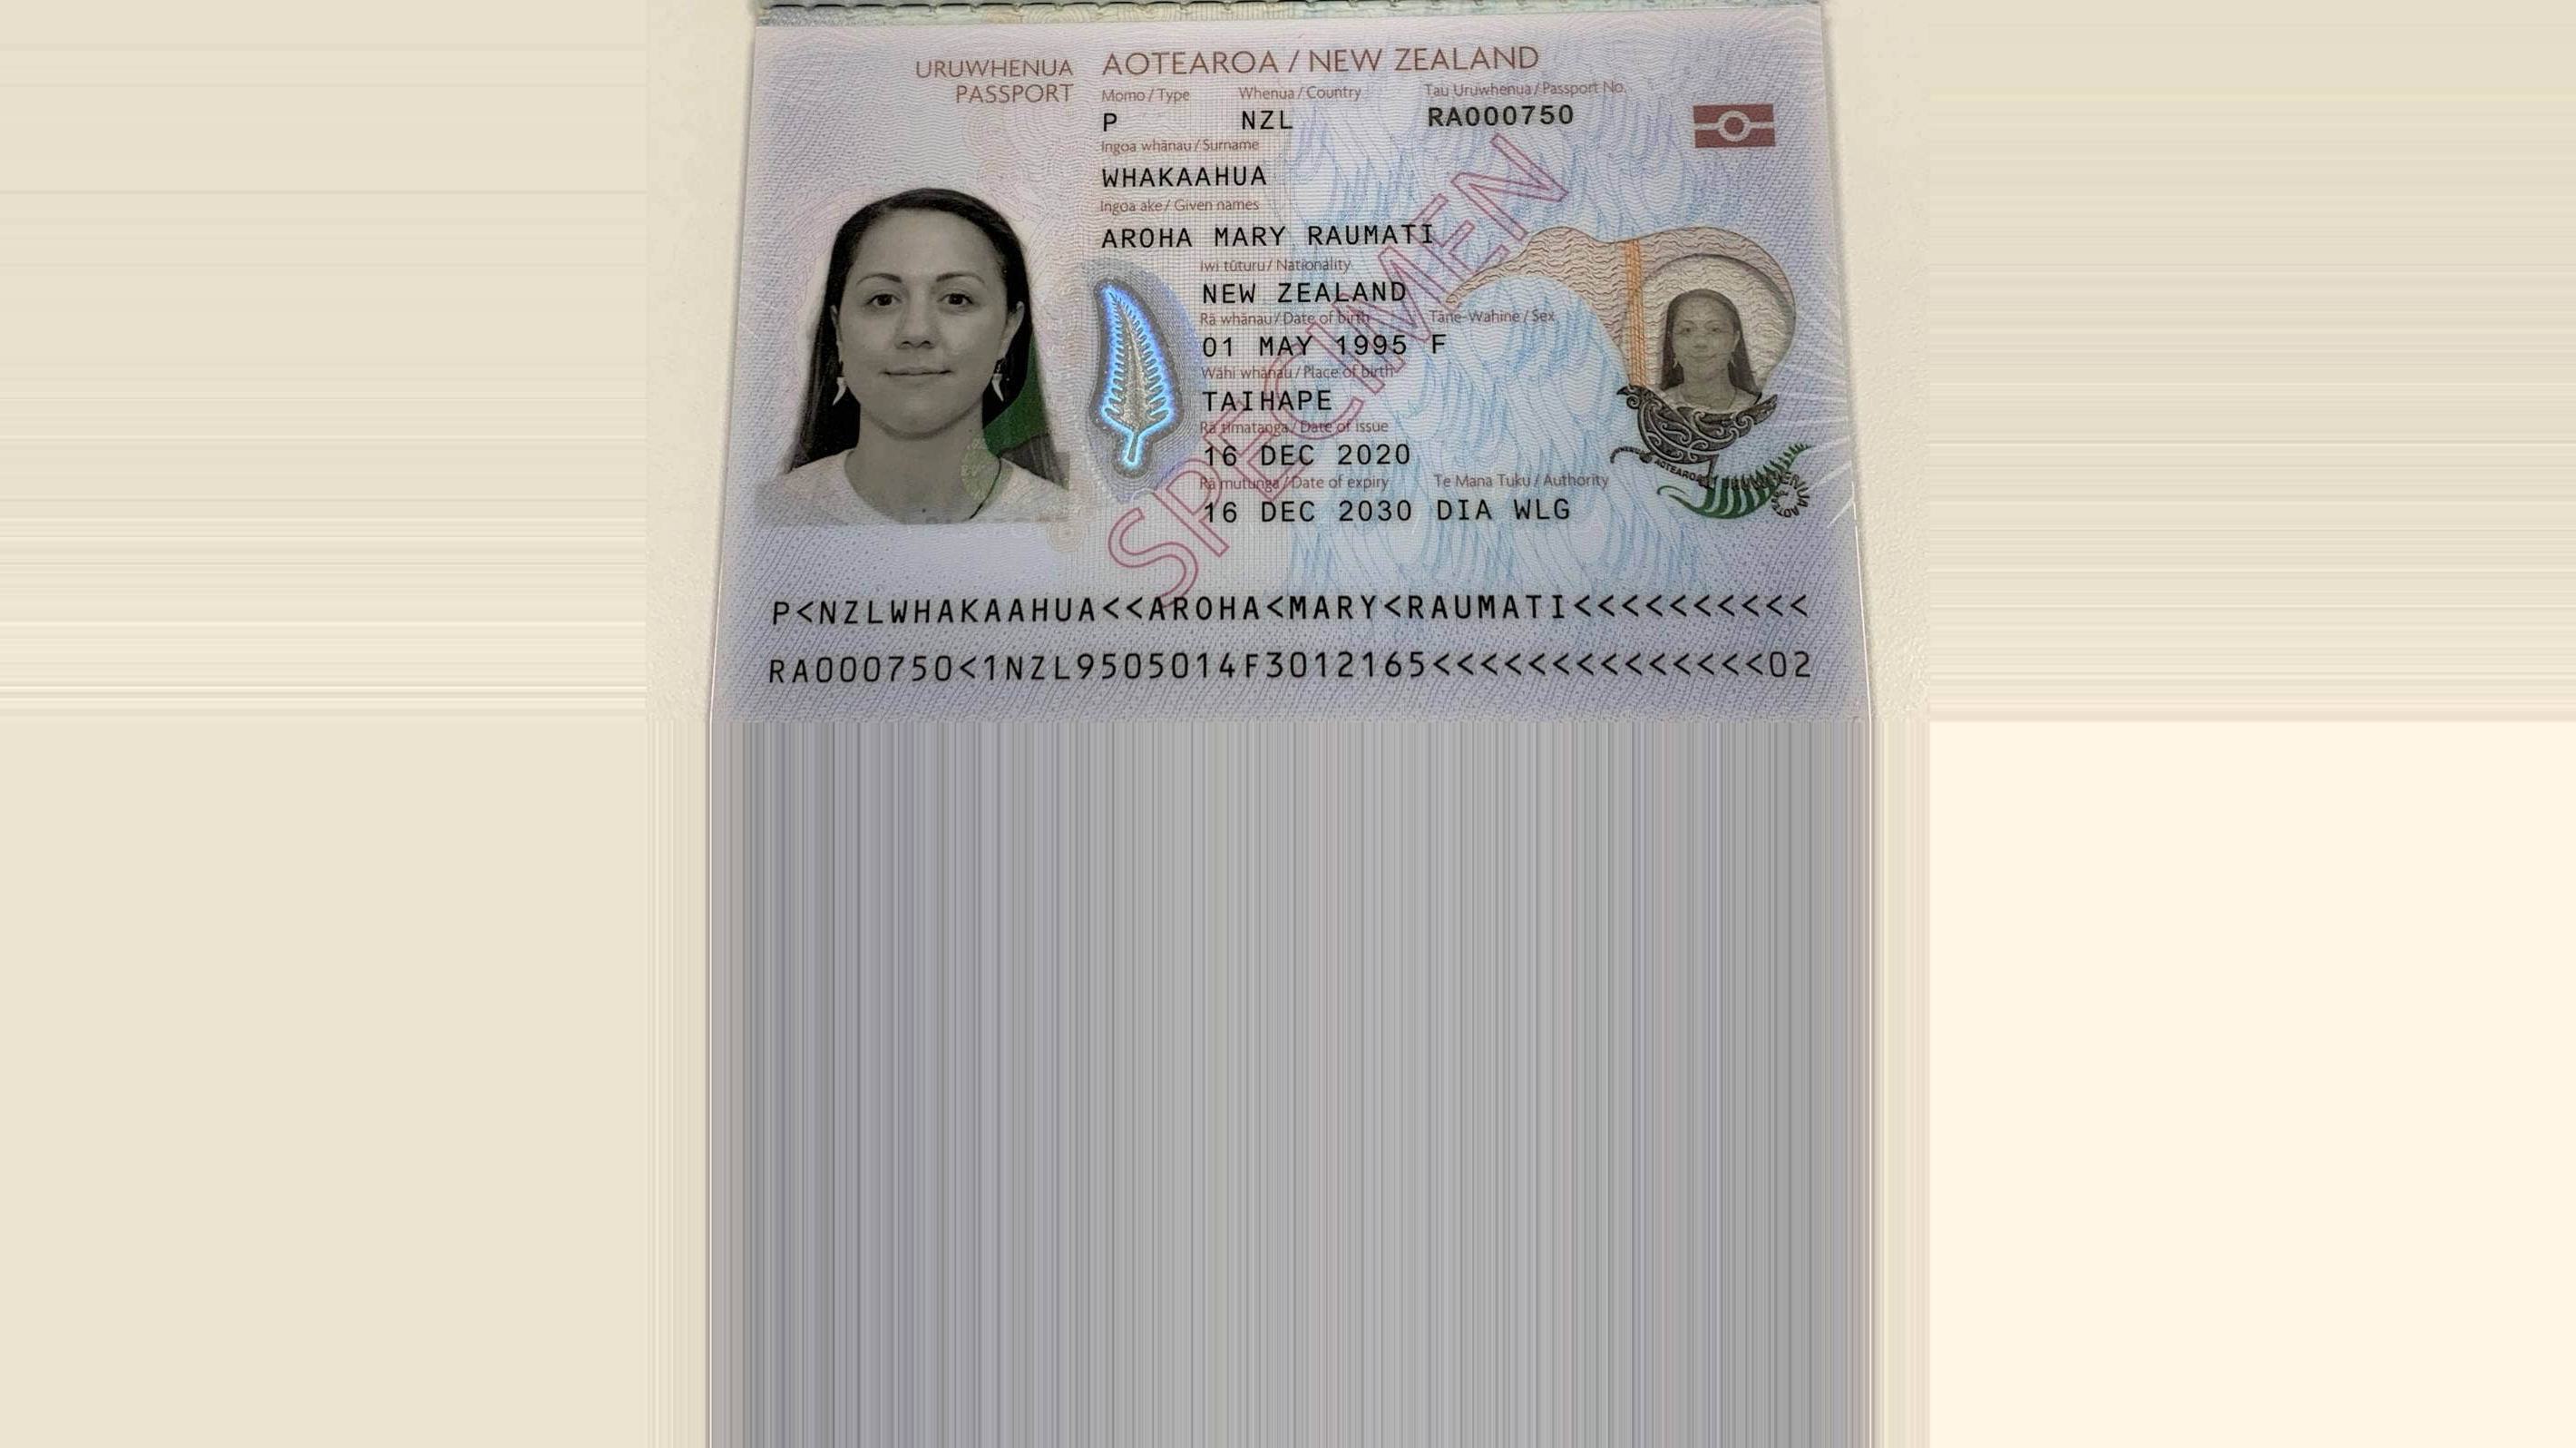 URUWHENUA
PASSPORT
AOTEAROA / NEW ZEALAND
Momo / Type Whenua / Country Tau Uruwhenua / Passport No.
P NZL RA000750
Ingoa whānau / Surname
WHAKAAHUA
Ingoa ake / Given names
AROHA MARY RAUMATI
Iwi tūturu / Nationality
NEW ZEALAND
Rā whānau / Date of birth Tāne-Wahine / Sex
01 MAY 1995 F
Wāhi whānau / Place of birth
TAIHAPE
Rā tīmatanga / Date of issue
16 DEC 2020
Rā mutunga / Date of expiry Te Mana Tuku / Authority
16 DEC 2030 DIA WLG
SPECIMEN
AOTEAROA
P<NZLWHAKAAHUA<<AROHA<MARY<RAUMATI<<<<<<<<<<
RA000750<1NZL9505014F3012165<<<<<<<<<<<<<<02